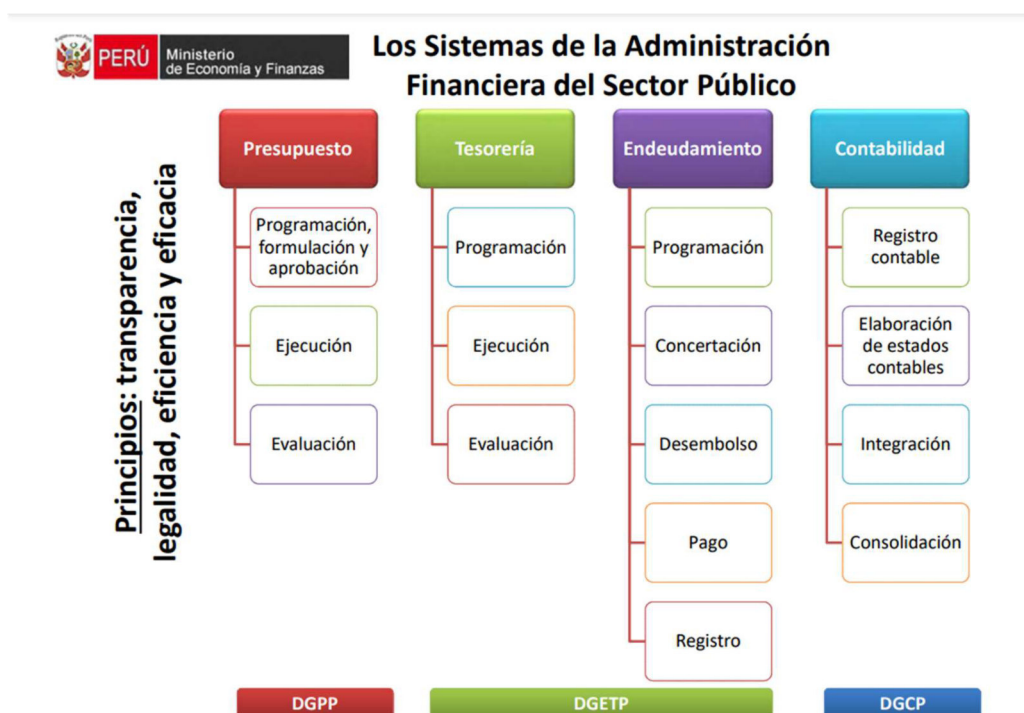 PERÚ
Ministerio
de Economía y Finanzas
Los Sistemas de la Administración
Financiera del Sector Público
Principios: transparencia,
legalidad, eficiencia y eficacia
Presupuesto
Programación,
formulación y
aprobación
Ejecución
Evaluación
Tesorería
Programación
Ejecución
Evaluación
Endeudamiento
Programación
Concertación
Desembolso
Pago
Registro
Contabilidad
Registro
contable
Elaboración
de estados
contables
Integración
Consolidación
DGPP
DGETP
DGCP